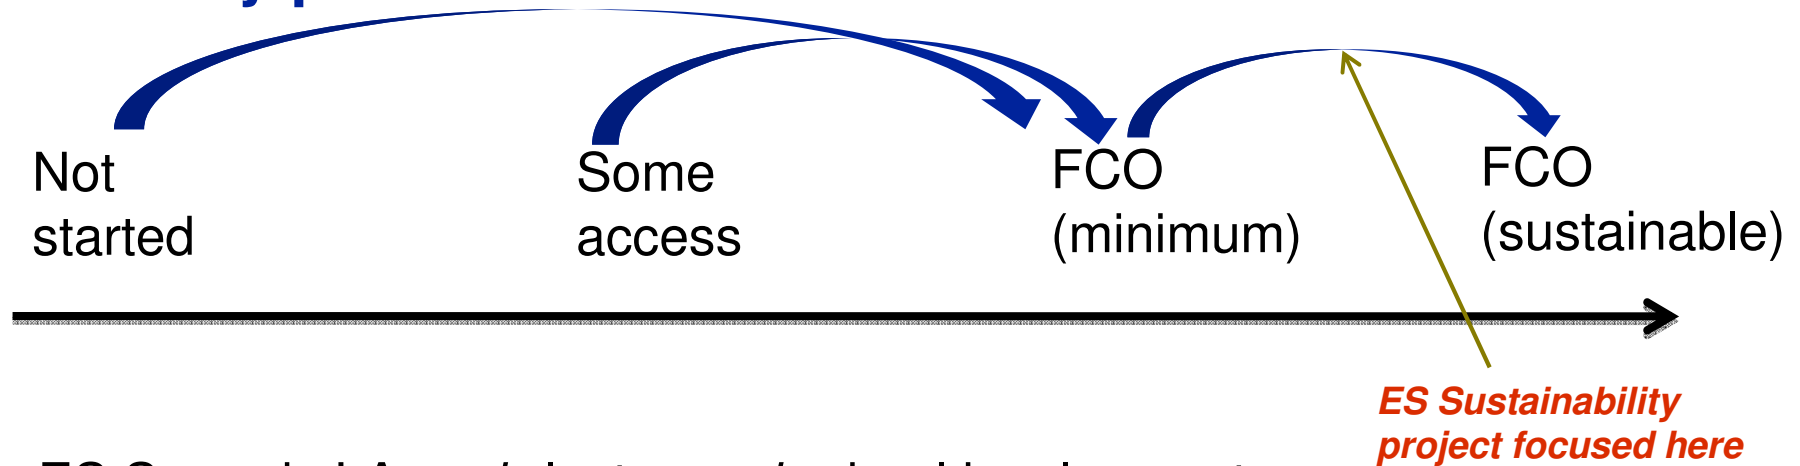 Not
started
Some
access
FCO
(minimum)
FCO
(sustainable)
ES Sustainability
project focused here